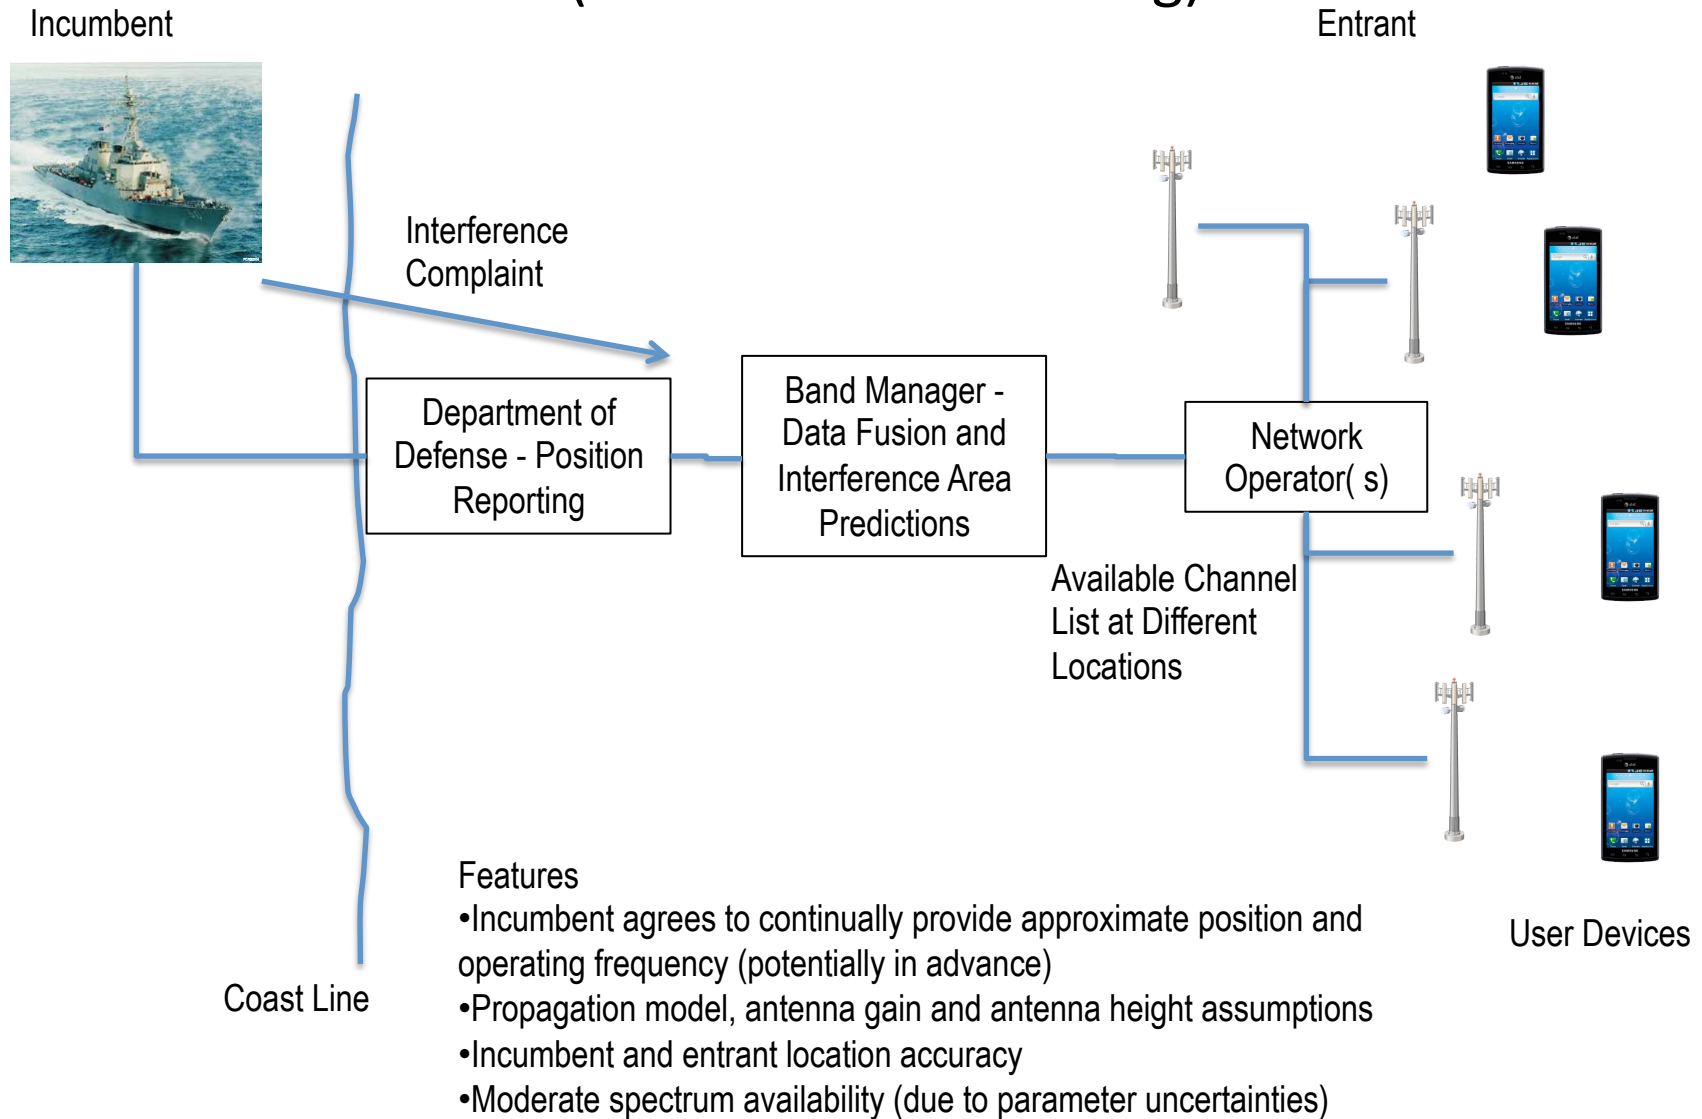 Incumbent
Entrant
Interference
Complaint
Department of
Defense - Position
Reporting
Band Manager -
Data Fusion and
Interference Area
Predictions
Network
Operator( s)
Available Channel
List at Different
Locations
User Devices
Coast Line
Features
•Incumbent agrees to continually provide approximate position and
operating frequency (potentially in advance)
•Propagation model, antenna gain and antenna height assumptions
•Incumbent and entrant location accuracy
•Moderate spectrum availability (due to parameter uncertainties)